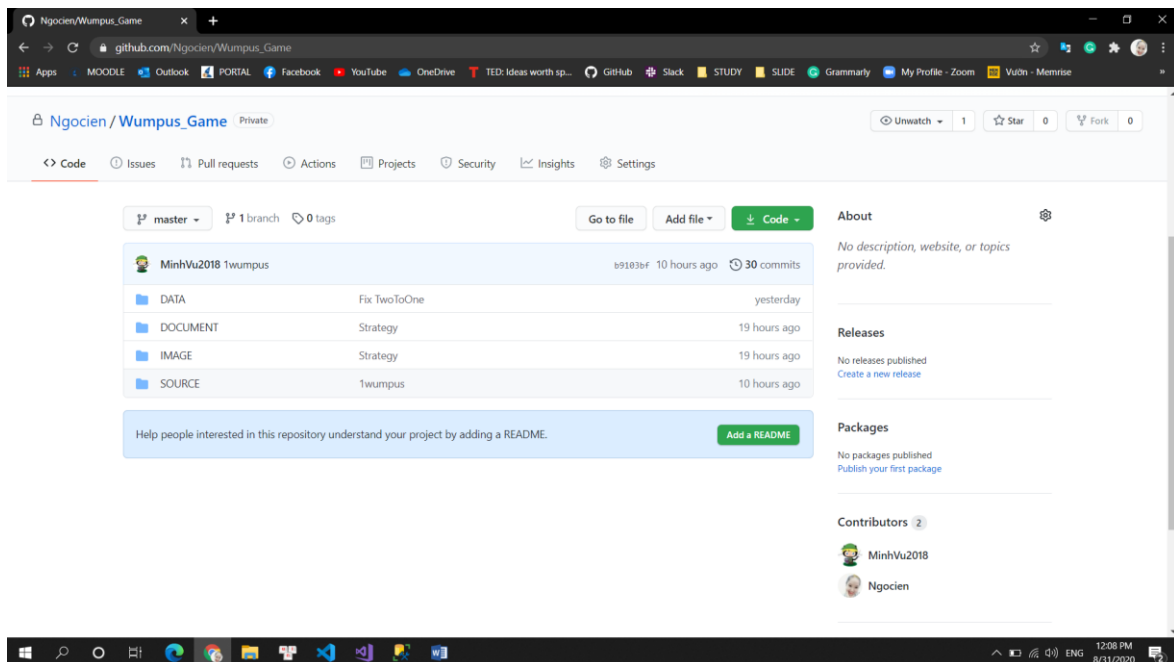 Ngocien/Wumpus_Game
github.com/Ngocien/Wumpus_Game
Apps MOODLE Outlook PORTAL Facebook YouTube OneDrive TED: Ideas worth sp... GitHub Slack STUDY SLIDE Grammarly My Profile - Zoom Vườn - Memrise »
Ngocien / Wumpus_Game Private Unwatch 1 Star 0 Fork 0
Code Issues Pull requests Actions Projects Security Insights Settings
master 1 branch 0 tags Go to file Add file Code
MinhVu2018 1wumpus b9103bf 10 hours ago 30 commits
DATA Fix TwoToOne yesterday
DOCUMENT Strategy 19 hours ago
IMAGE Strategy 19 hours ago
SOURCE 1wumpus 10 hours ago
Help people interested in this repository understand your project by adding a README. Add a README
About
No description, website, or topics
provided.
Releases
No releases published
Create a new release
Packages
No packages published
Publish your first package
Contributors 2
MinhVu2018
Ngocien
ENG 12:08 PM
8/31/2020